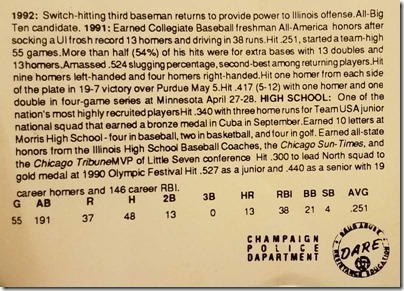 1992: Switch-hitting third baseman returns to provide power to Illinois offense.All-Big
Ten candidate. 1991: Earned Collegiate Baseball freshman All-America honors after
socking a UI frosh record 13 homers and driving in 38 runs. Hit .251, started a team-high
55 games.More than half (54%) of his hits were for extra bases with 13 doubles and
13homers.Amassed .524 slugging percentage, second-best among returning players.Hit
nine homers left-handed and four homers right-handed.Hit one homer from each side
of the plate in 19-7 victory over Purdue May 5.Hit .417 (5-12) with one homer and one
double in four-game series at Minnesota April 27-28. HIGH SCHOOL: One of the
nation's most highly recruited playersHit .340 with three home runs for Team USA junior
national squad that earned a bronze medal in Cuba in September.Earned 10 letters at
Morris High School - four in baseball, two in basketball, and four in golf. Earned all-state
honors from the Illinois High School Baseball Coaches, the Chicago Sun-Times, and
the Chicago TribuneMVP of Little Seven conference Hit .300 to lead North squad to
gold medal at 1990 Olympic Festival Hit .527 as a junior and .440 as a senior with 19
career homers and 146 career RBI.
G AB R H 2B 3B HR RBI BB SB AVG
55 191 37 48 13 0 13 38 21 4 .251
CHAMPAIGN
POLICE
DAPARTMENT
DRUG ABUSE
DARE
RESISTANCE EDUCATION